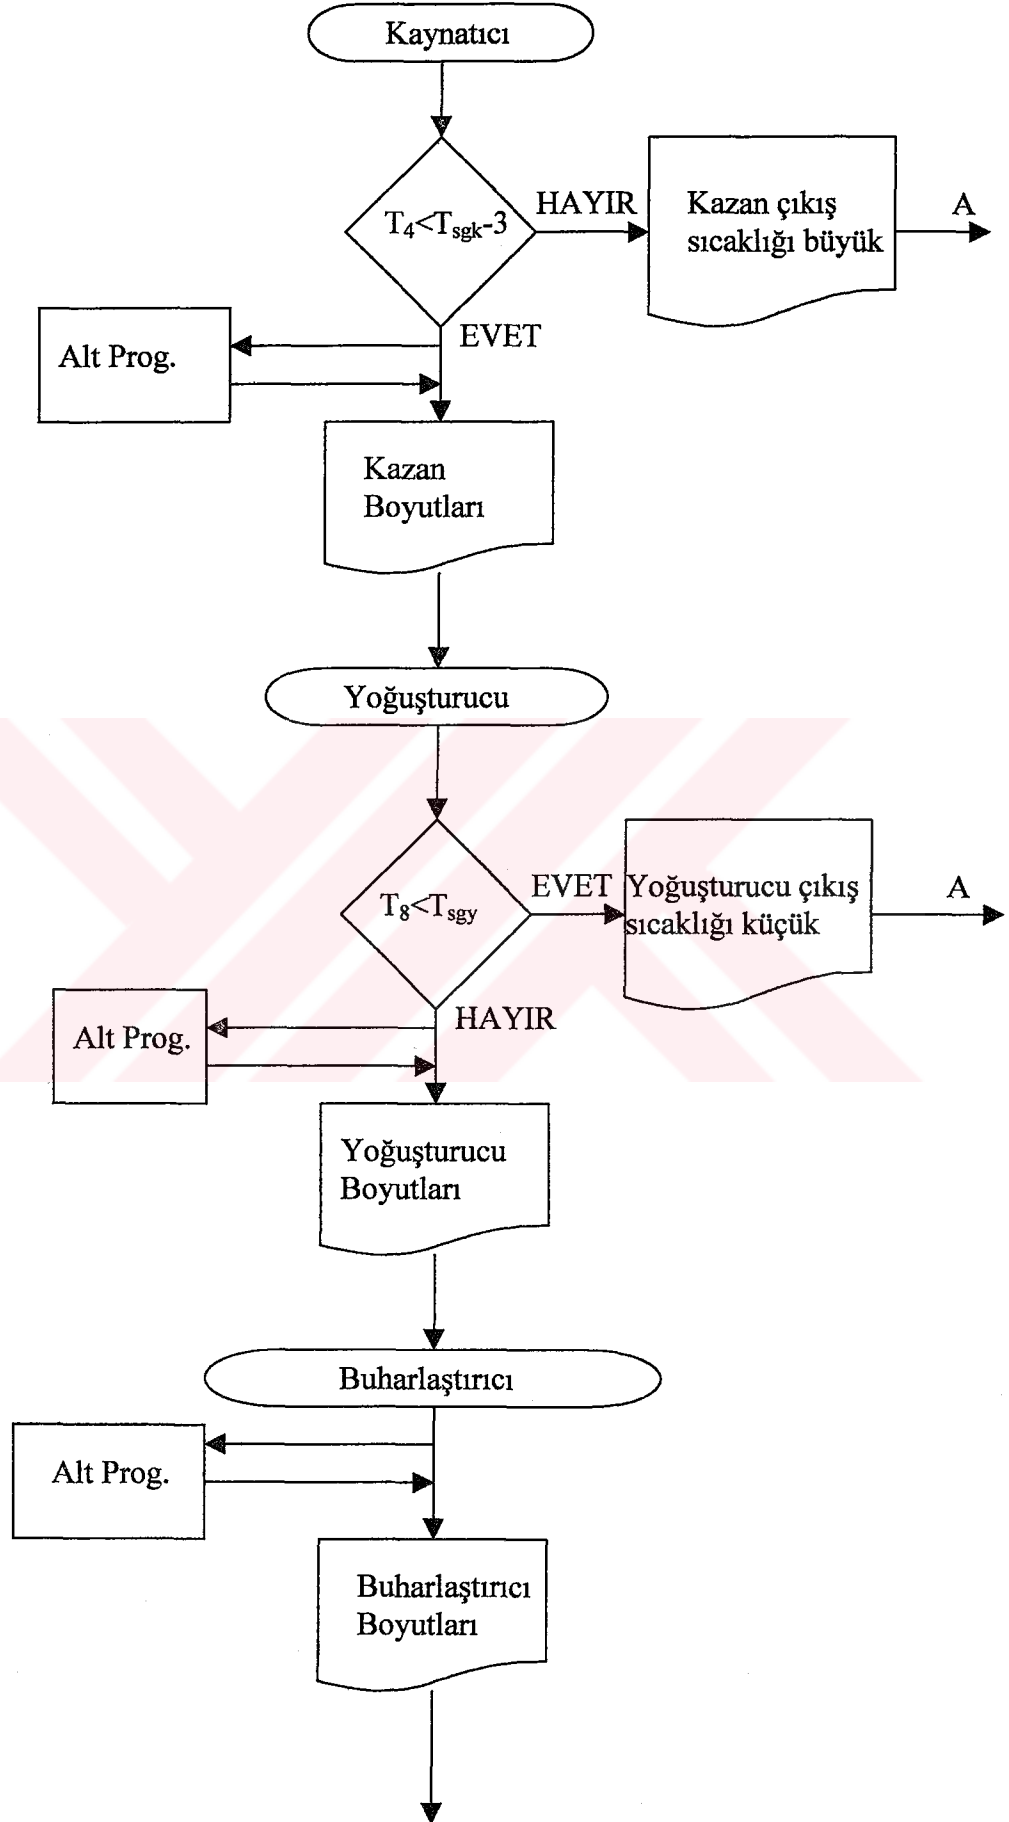 Kaynatıcı
T₄<Tsgk-3
HAYIR
Kazan çıkış
sıcaklığı büyük
A
EVET
Alt Prog.
Kazan
Boyutları
Yoğuşturucu
T₈<Tsgy
EVET
Yoğuşturucu çıkış
sıcaklığı küçük
A
HAYIR
Alt Prog.
Yoğuşturucu
Boyutları
Buharlaştırıcı
Alt Prog.
Buharlaştırıcı
Boyutları